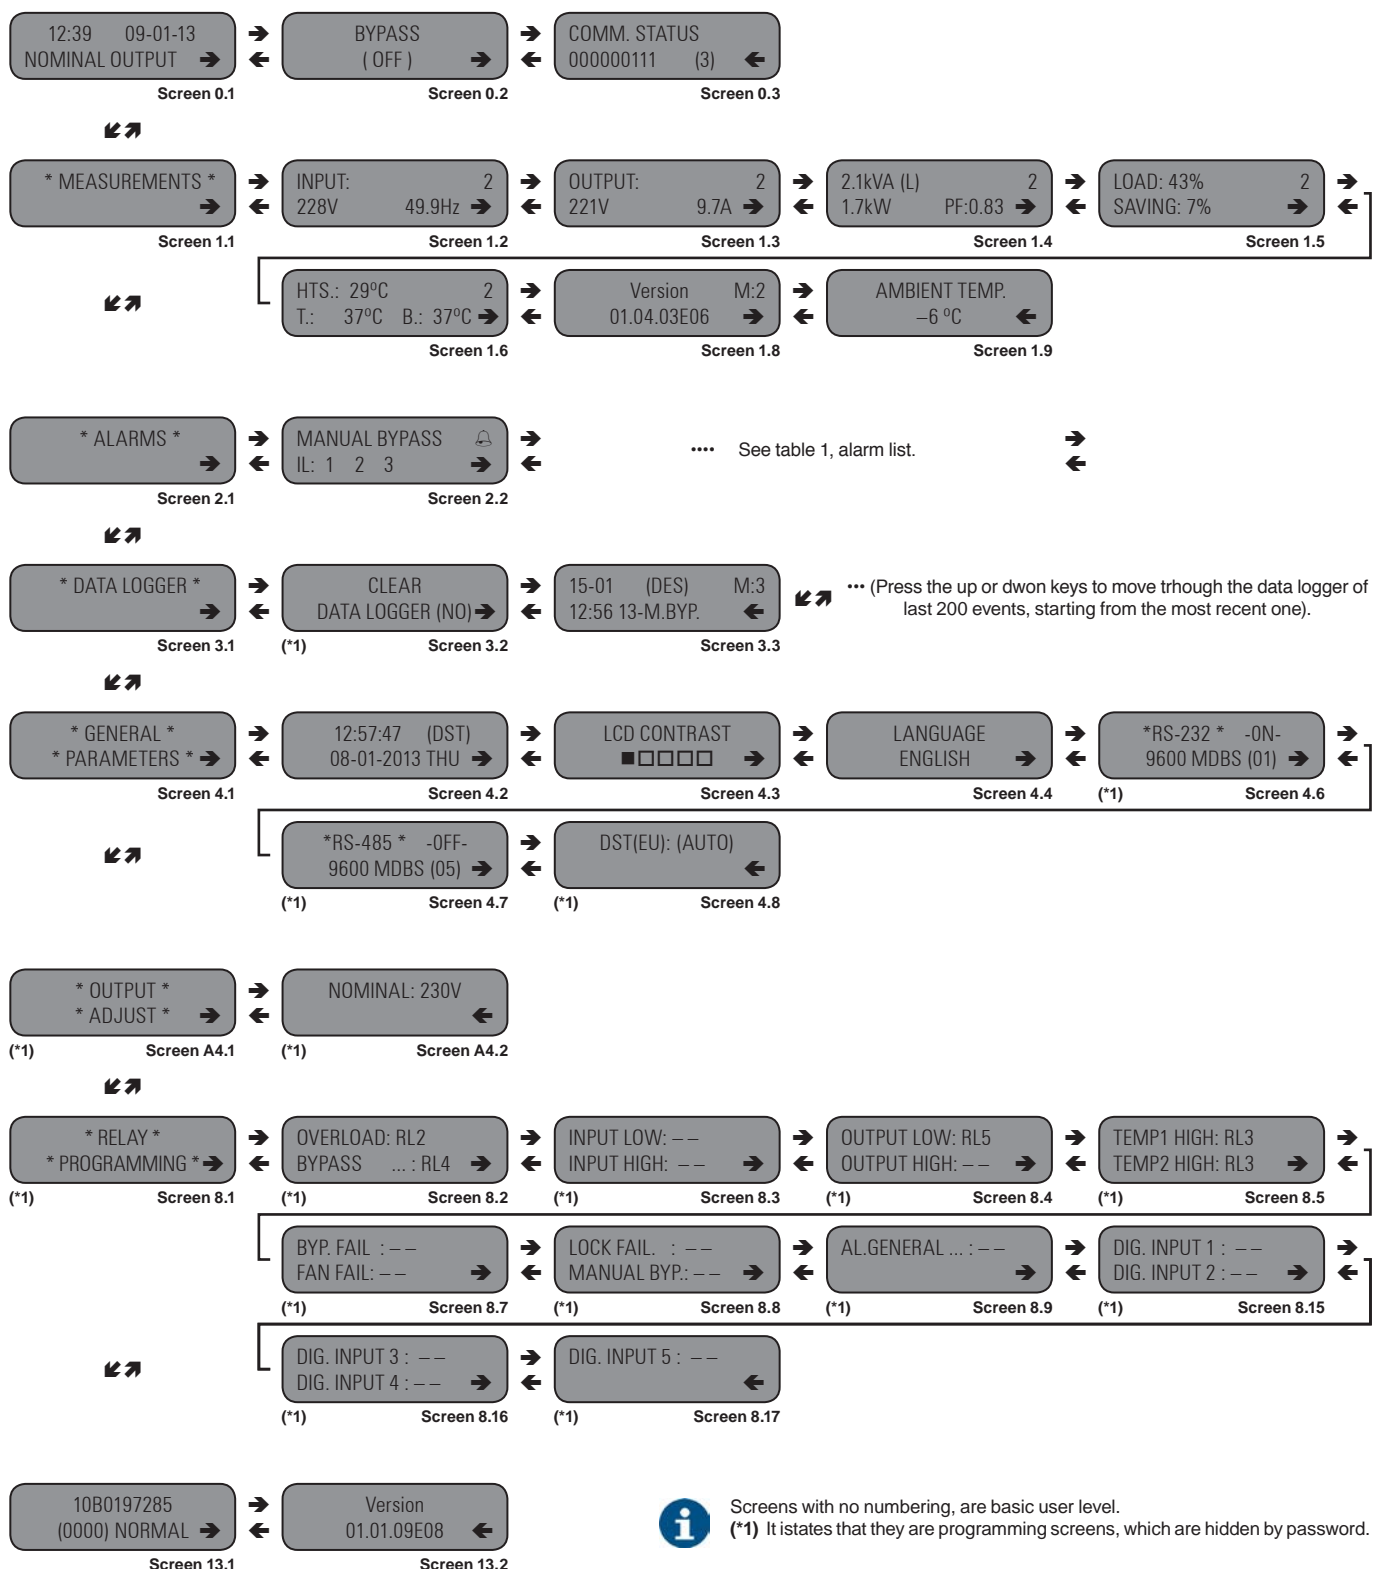 12:39 09-01-13
NOMINAL OUTPUT ➔
Screen 0.1
BYPASS
( OFF )
Screen 0.2
COMM. STATUS
000000111 (3)
Screen 0.3
* MEASUREMENTS *
Screen 1.1
INPUT: 2
228V 49.9Hz
Screen 1.2
OUTPUT: 2
221V 9.7A
Screen 1.3
2.1kVA (L) 2
1.7kW PF:0.83
Screen 1.4
LOAD: 43% 2
SAVING: 7%
Screen 1.5
HTS.: 29ºC 2
T.: 37ºC B.: 37ºC
Screen 1.6
Version M:2
01.04.03E06
Screen 1.8
AMBIENT TEMP.
–6 ºC
Screen 1.9
* ALARMS *
Screen 2.1
MANUAL BYPASS
IL: 1 2 3
Screen 2.2
···· See table 1, alarm list.
* DATA LOGGER *
Screen 3.1
CLEAR
DATA LOGGER (NO)
(*1) Screen 3.2
15-01 (DES) M:3
12:56 13-M.BYP.
Screen 3.3
··· (Press the up or dwon keys to move trhough the data logger of
last 200 events, starting from the most recent one).
* GENERAL *
* PARAMETERS *
Screen 4.1
12:57:47 (DST)
08-01-2013 THU
Screen 4.2
LCD CONTRAST
■□□□□
Screen 4.3
LANGUAGE
ENGLISH
Screen 4.4
*RS-232 * -0N-
9600 MDBS (01)
(*1) Screen 4.6
*RS-485 * -0FF-
9600 MDBS (05)
(*1) Screen 4.7
DST(EU): (AUTO)
(*1) Screen 4.8
* OUTPUT *
* ADJUST *
(*1) Screen A4.1
NOMINAL: 230V
(*1) Screen A4.2
* RELAY *
* PROGRAMMING *
(*1) Screen 8.1
OVERLOAD: RL2
BYPASS ... : RL4
(*1) Screen 8.2
INPUT LOW: – –
INPUT HIGH: – –
(*1) Screen 8.3
OUTPUT LOW: RL5
OUTPUT HIGH: – –
(*1) Screen 8.4
TEMP1 HIGH: RL3
TEMP2 HIGH: RL3
(*1) Screen 8.5
BYP. FAIL : – –
FAN FAIL: – –
(*1) Screen 8.7
LOCK FAIL. : – –
MANUAL BYP.: – –
(*1) Screen 8.8
AL.GENERAL ... : – –
(*1) Screen 8.9
DIG. INPUT 1 : – –
DIG. INPUT 2 : – –
(*1) Screen 8.15
DIG. INPUT 3 : – –
DIG. INPUT 4 : – –
(*1) Screen 8.16
DIG. INPUT 5 : – –
(*1) Screen 8.17
10B0197285
(0000) NORMAL
Screen 13.1
Version
01.01.09E08
Screen 13.2
Screens with no numbering, are basic user level.
(*1) It istates that they are programming screens, which are hidden by password.